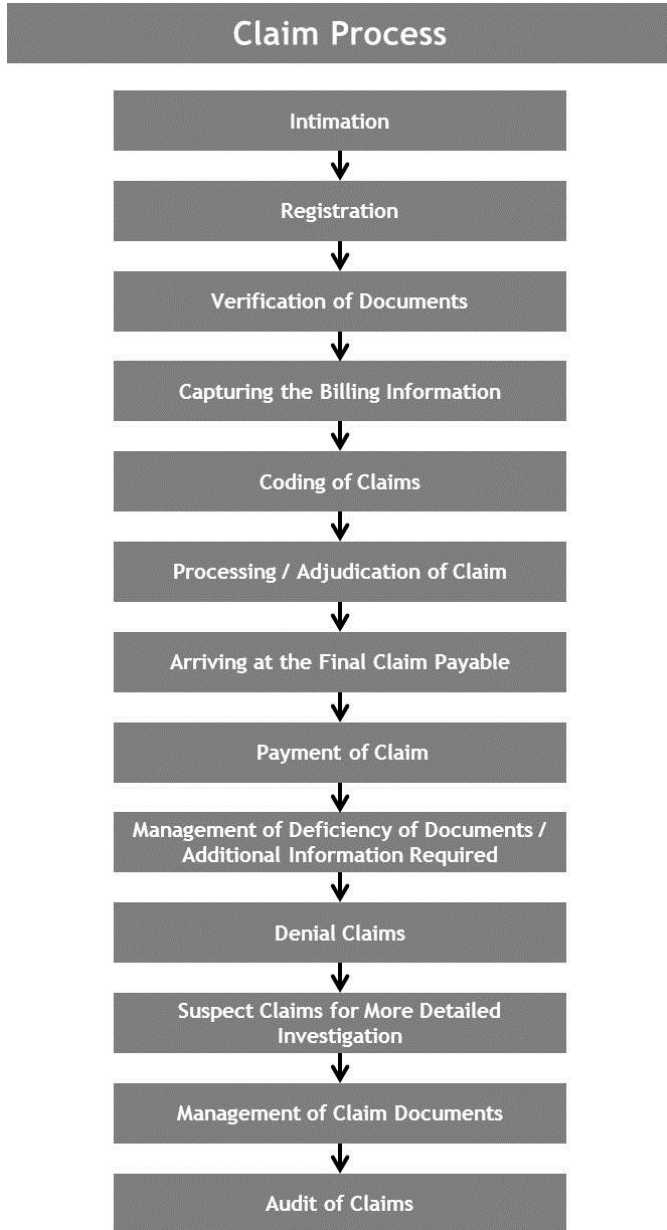 Claim Process
Intimation
Registration
Verification of Documents
Capturing the Billing Information
Coding of Claims
Processing / Adjudication of Claim
Arriving at the Final Claim Payable
Payment of Claim
Management of Deficiency of Documents /
Additional Information Required
Denial Claims
Suspect Claims for More Detailed
Investigation
Management of Claim Documents
Audit of Claims